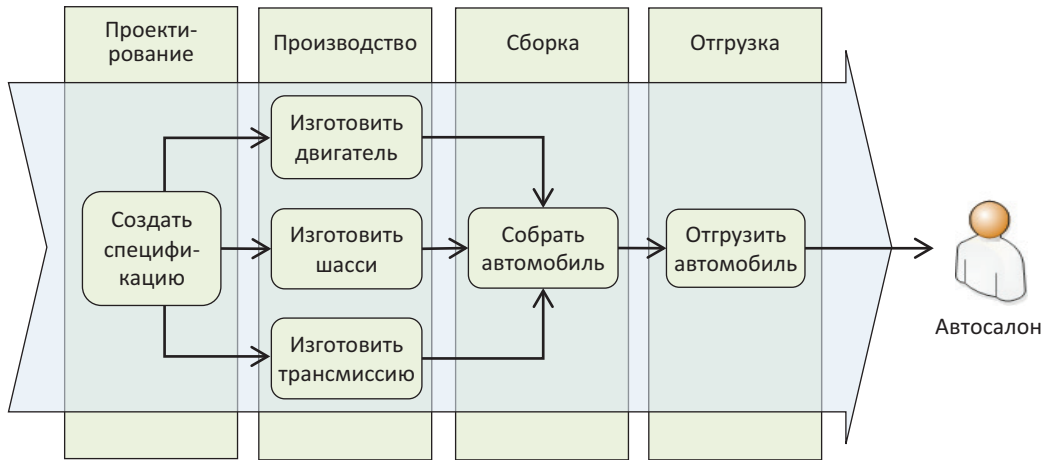 Проекти-
рование
Производство
Сборка
Отгрузка
Изготовить
двигатель
Создать
специфи-
кацию
Изготовить
шасси
Собрать
автомобиль
Отгрузить
автомобиль
Изготовить
трансмиссию
Автосалон